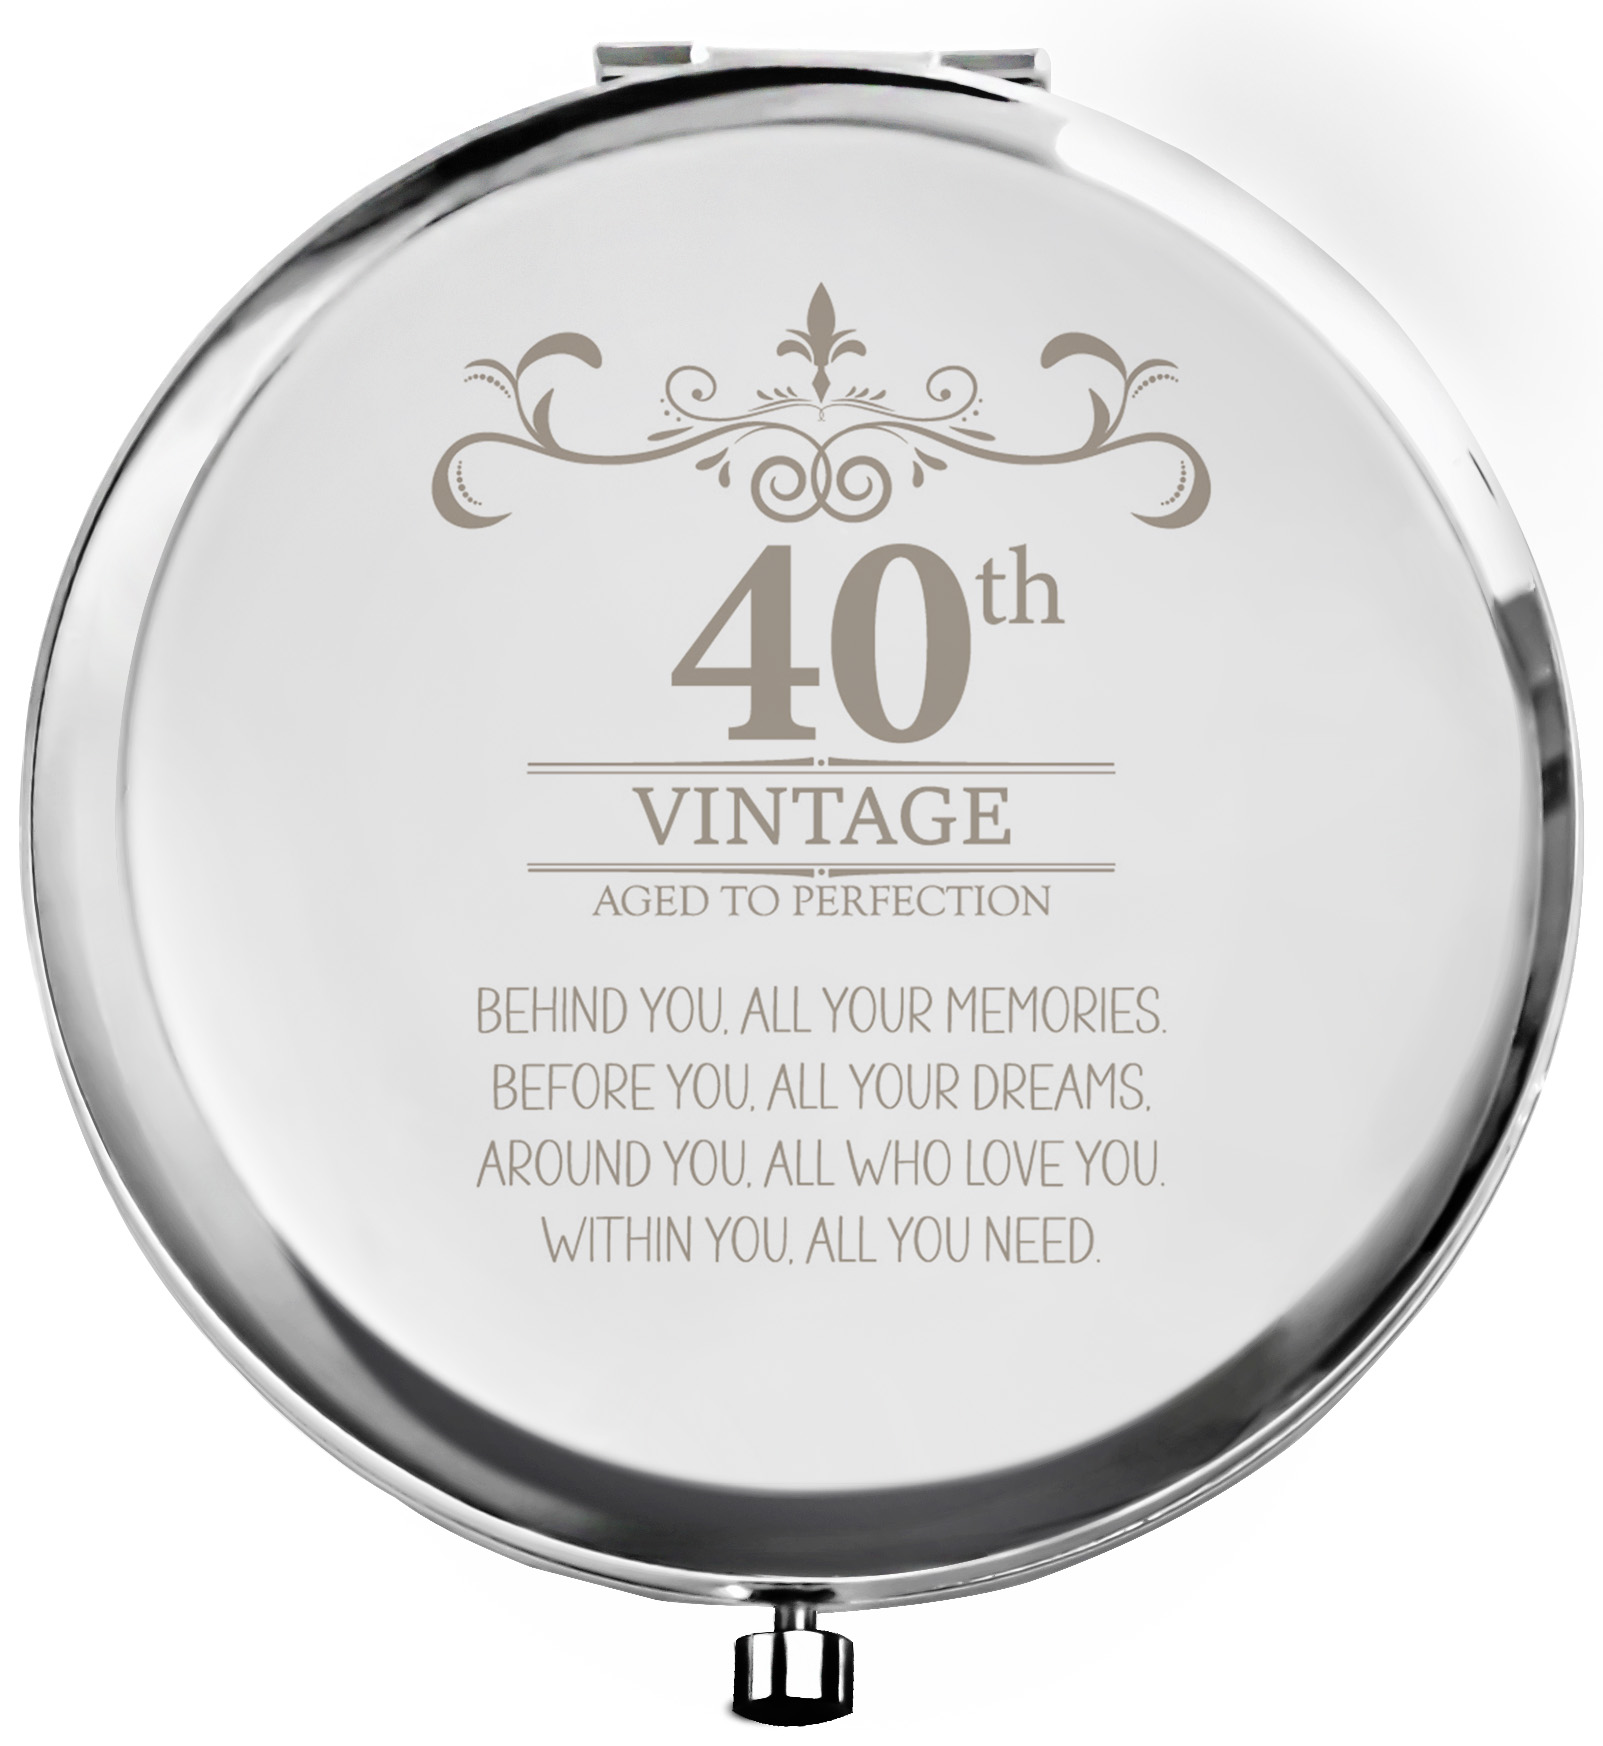 40th
VINTAGE
AGED TO PERFECTION
BEHIND YOU, ALL YOUR MEMORIES.
BEFORE YOU, ALL YOUR DREAMS.
AROUND YOU, ALL WHO LOVE YOU.
WITHIN YOU, ALL YOU NEED.